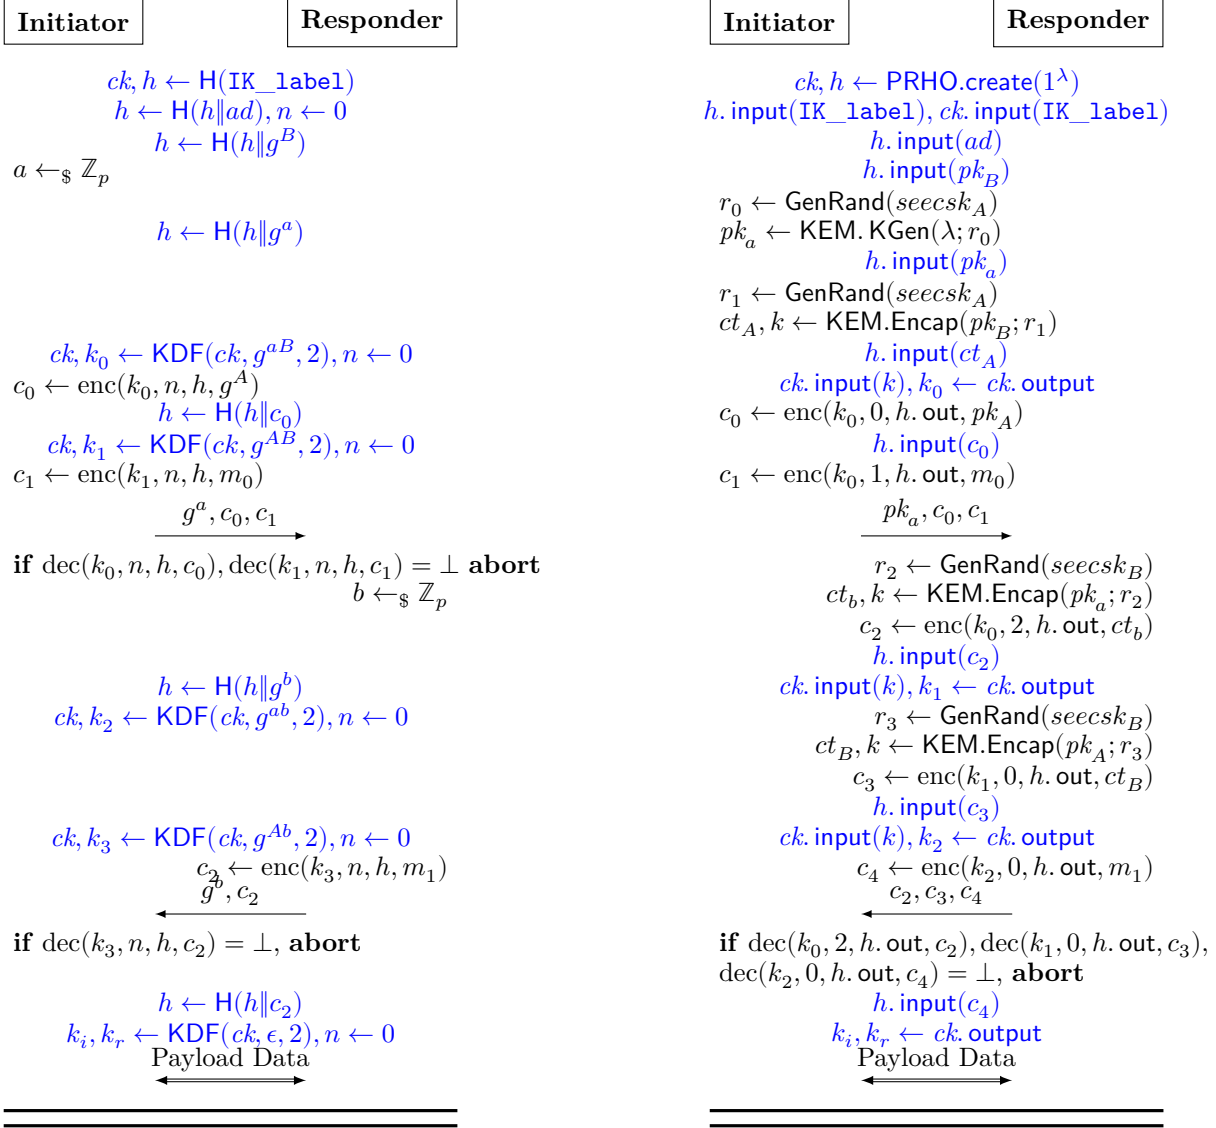 Initiator Responder
ck, h ← H(IK_label)
h ← H(h‖ad), n ← 0
h ← H(h‖g^B)
a ←_$ ℤ_p
h ← H(h‖g^a)
ck, k_0 ← KDF(ck, g^{aB}, 2), n ← 0
c_0 ← enc(k_0, n, h, g^A)
h ← H(h‖c_0)
ck, k_1 ← KDF(ck, g^{AB}, 2), n ← 0
c_1 ← enc(k_1, n, h, m_0)
g^a, c_0, c_1
if dec(k_0, n, h, c_0), dec(k_1, n, h, c_1) = ⊥ abort
b ←_$ ℤ_p
h ← H(h‖g^b)
ck, k_2 ← KDF(ck, g^{ab}, 2), n ← 0
ck, k_3 ← KDF(ck, g^{Ab}, 2), n ← 0
c_2 ← enc(k_3, n, h, m_1)
g^b, c_2
if dec(k_3, n, h, c_2) = ⊥, abort
h ← H(h‖c_2)
k_i, k_r ← KDF(ck, ϵ, 2), n ← 0
Payload Data
Initiator Responder
ck, h ← PRHO.create(1^λ)
h. input(IK_label), ck. input(IK_label)
h. input(ad)
h. input(pk_B)
r_0 ← GenRand(seecsk_A)
pk_a ← KEM. KGen(λ; r_0)
h. input(pk_a)
r_1 ← GenRand(seecsk_A)
ct_A, k ← KEM.Encap(pk_B; r_1)
h. input(ct_A)
ck. input(k), k_0 ← ck. output
c_0 ← enc(k_0, 0, h. out, pk_A)
h. input(c_0)
c_1 ← enc(k_0, 1, h. out, m_0)
pk_a, c_0, c_1
r_2 ← GenRand(seecsk_B)
ct_b, k ← KEM.Encap(pk_a; r_2)
c_2 ← enc(k_0, 2, h. out, ct_b)
h. input(c_2)
ck. input(k), k_1 ← ck. output
r_3 ← GenRand(seecsk_B)
ct_B, k ← KEM.Encap(pk_A; r_3)
c_3 ← enc(k_1, 0, h. out, ct_B)
h. input(c_3)
ck. input(k), k_2 ← ck. output
c_4 ← enc(k_2, 0, h. out, m_1)
c_2, c_3, c_4
if dec(k_0, 2, h. out, c_2), dec(k_1, 0, h. out, c_3),
dec(k_2, 0, h. out, c_4) = ⊥, abort
h. input(c_4)
k_i, k_r ← ck. output
Payload Data